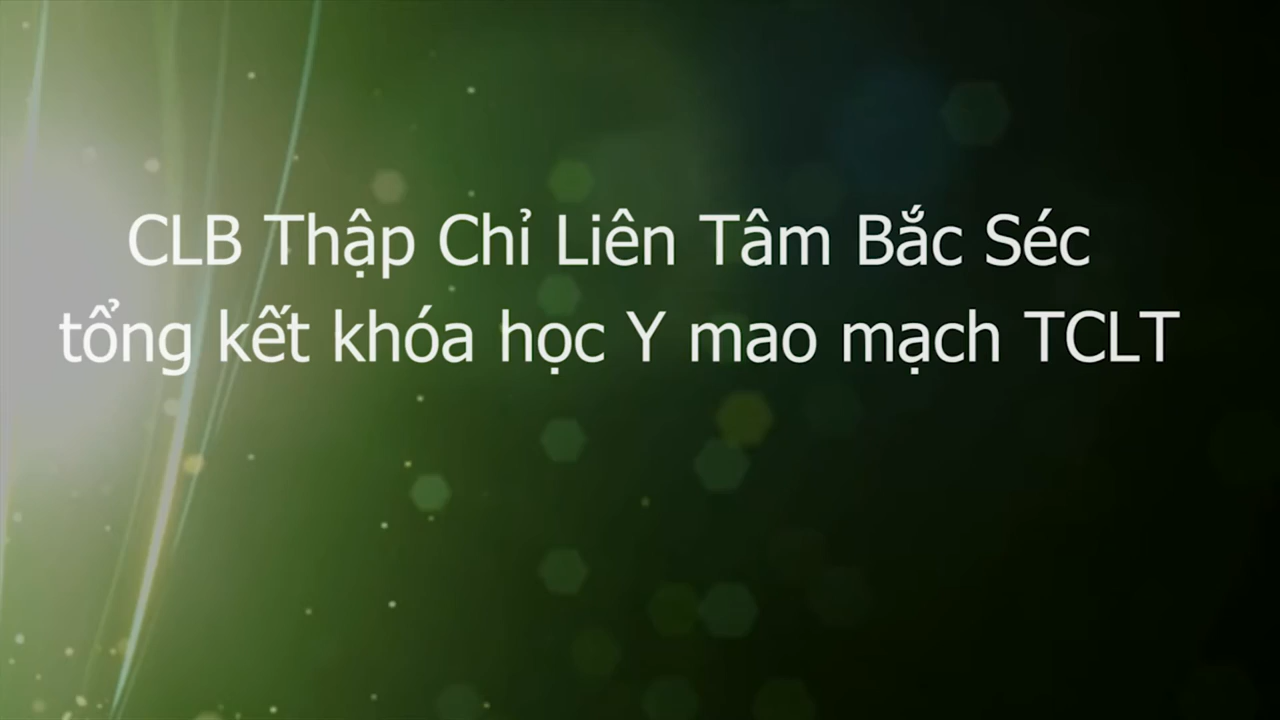 CLB Thập Chỉ Liên Tâm Bắc Séc
tổng kết khóa học Y mao mạch TCLT